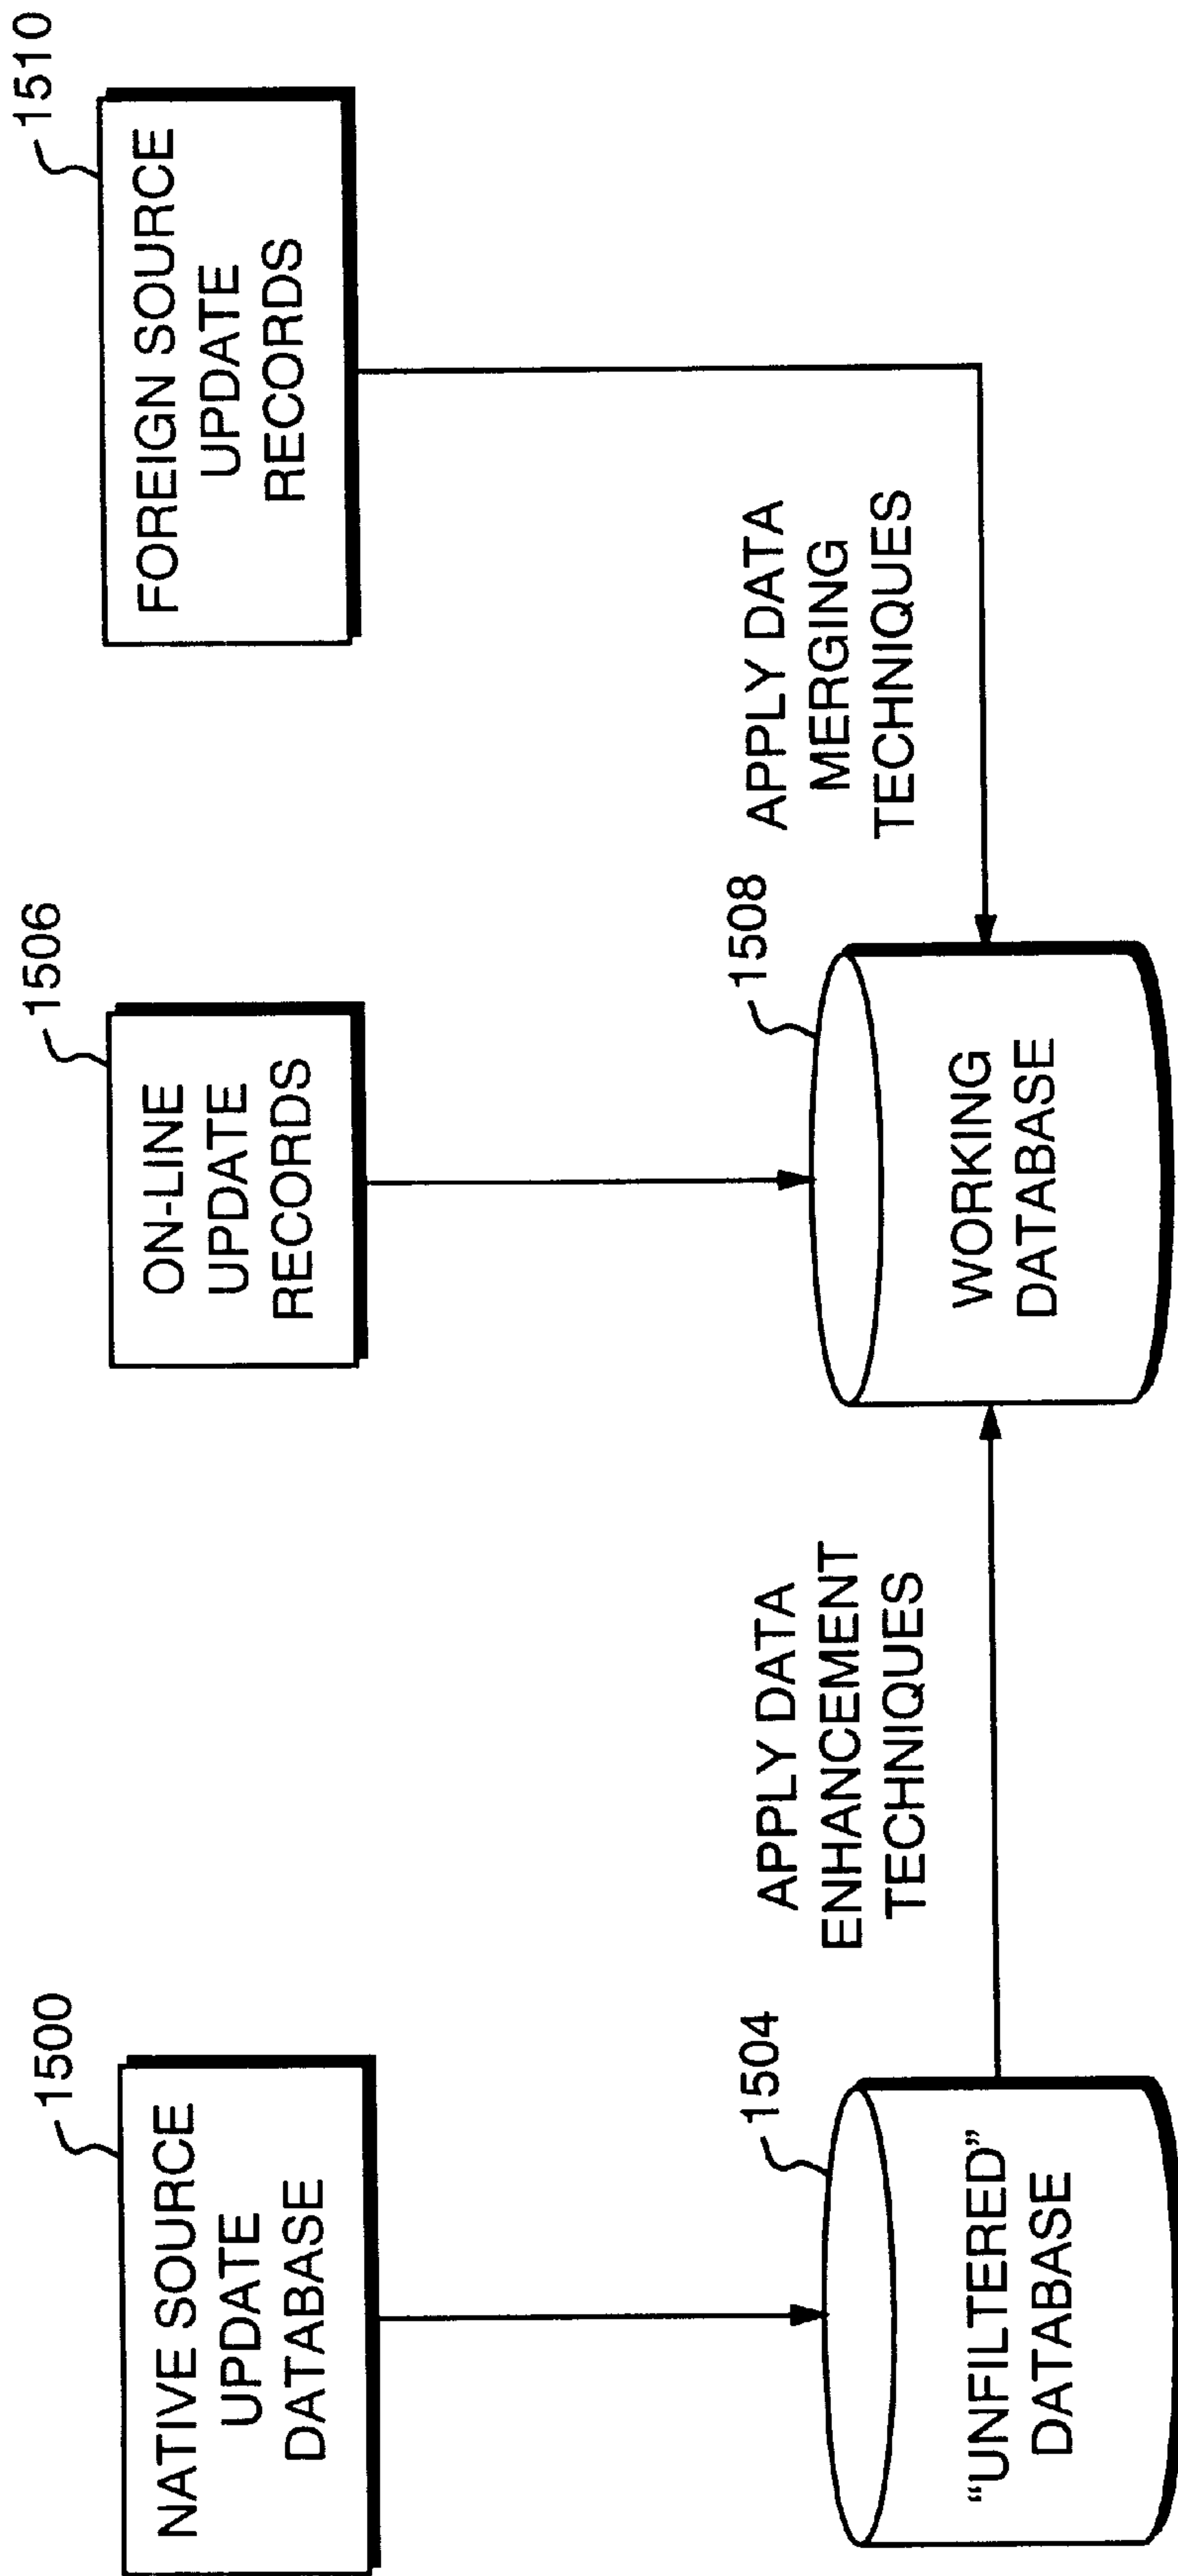 1500
NATIVE SOURCE
UPDATE
DATABASE
1506
ON-LINE
UPDATE
RECORDS
1510
FOREIGN SOURCE
UPDATE
RECORDS
1504
“UNFILTERED”
DATABASE
APPLY DATA
ENHANCEMENT
TECHNIQUES
1508
WORKING
DATABASE
APPLY DATA
MERGING
TECHNIQUES